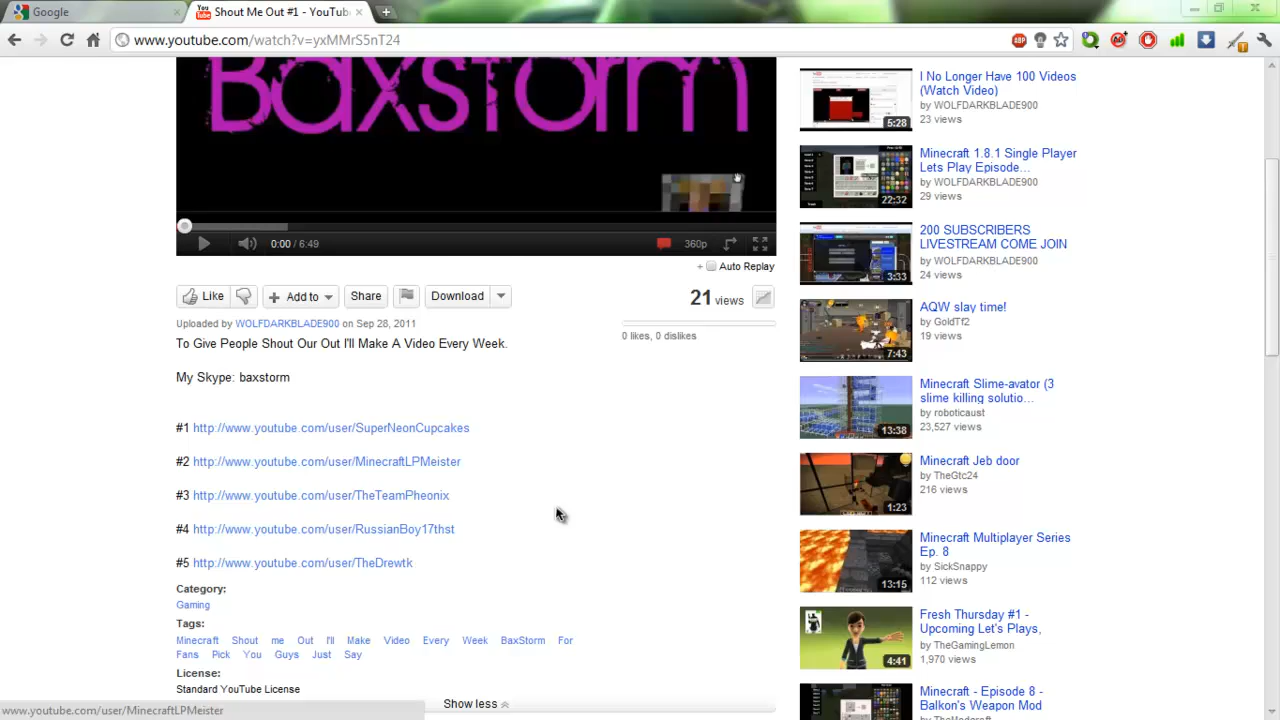 Google
Shout Me Out #1 - YouTub
www.youtube.com/watch?v=yxMMrS5nT24
Baxstorm
0:00 / 0:49
360p
Auto Replay
Like
Add to
Share
Download
21 views
Uploaded by WOLFDARKBLADE900 on Sep 28, 2011
0 likes, 0 dislikes
To Give People Shout Our Out I'll Make A Video Every Week.
My Skype: baxstorm
#1 http://www.youtube.com/user/SuperNeonCupcakes
#2 http://www.youtube.com/user/MinecraftLPMeister
#3 http://www.youtube.com/user/TheTeamPheonix
#4 http://www.youtube.com/user/RussianBoy17thst
#5 http://www.youtube.com/user/TheDrewtk
Category:
Gaming
Tags:
Minecraft Shout me Out I'll Make Video Every Week BaxStorm For
Fans Pick You Guys Just Say
License:
Standard YouTube License
less
I No Longer Have 100 Videos
(Watch Video)
by WOLFDARKBLADE900
23 views
5:28
Minecraft 1.8.1 Single Player
Lets Play Episode...
by WOLFDARKBLADE900
29 views
22:32
200 SUBSCRIBERS
LIVESTREAM COME JOIN
by WOLFDARKBLADE900
24 views
3:33
AQW slay time!
by GoldTf2
19 views
7:43
Minecraft Slime-avator (3
slime killing solutio...
by roboticaust
23,527 views
13:38
Minecraft Jeb door
by TheGtc24
216 views
1:23
Minecraft Multiplayer Series
Ep. 8
by SickSnappy
112 views
13:15
Fresh Thursday #1 -
Upcoming Let's Plays,
by TheGamingLemon
1,970 views
4:41
Minecraft - Episode 8 -
Balkon's Weapon Mod